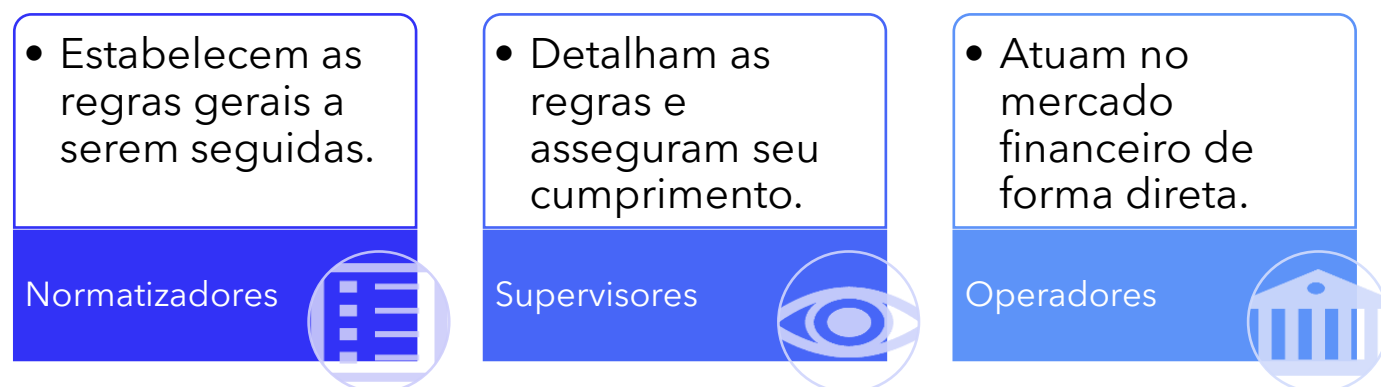 • Estabelecem as
regras gerais a
serem seguidas.
Normatizadores
• Detalham as
regras e
asseguram seu
cumprimento.
Supervisores
• Atuam no
mercado
financeiro de
forma direta.
Operadores